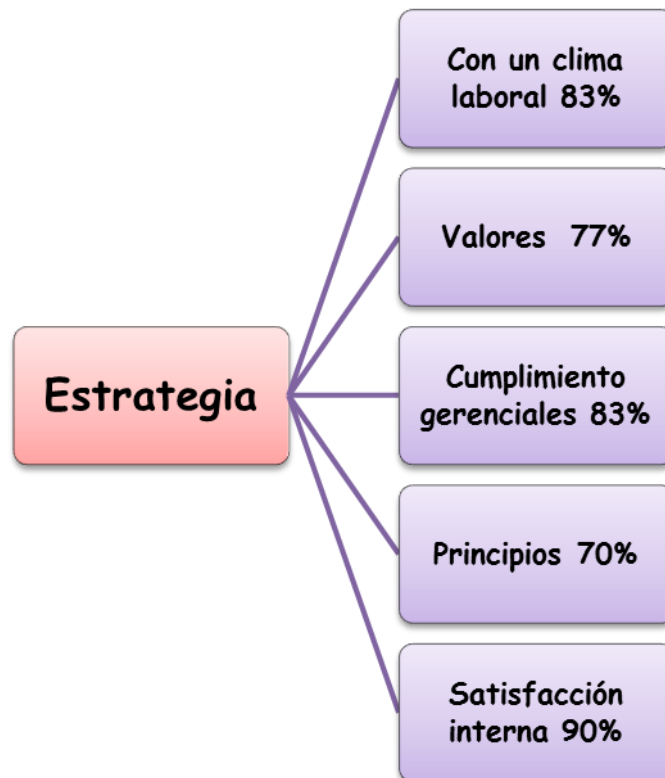 Estrategia
Con un clima
laboral 83%
Valores 77%
Cumplimiento
gerenciales 83%
Principios 70%
Satisfacción
interna 90%